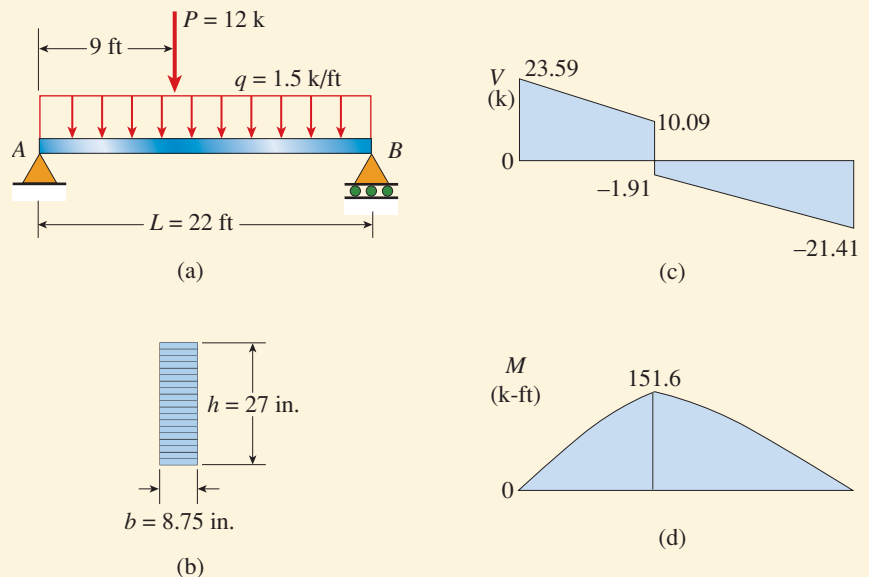 P = 12 k
9 ft
q = 1.5 k/ft
A
B
L = 22 ft
(a)
h = 27 in.
b = 8.75 in.
(b)
V
(k)
23.59
10.09
0
–1.91
–21.41
(c)
M
(k-ft)
151.6
0
(d)